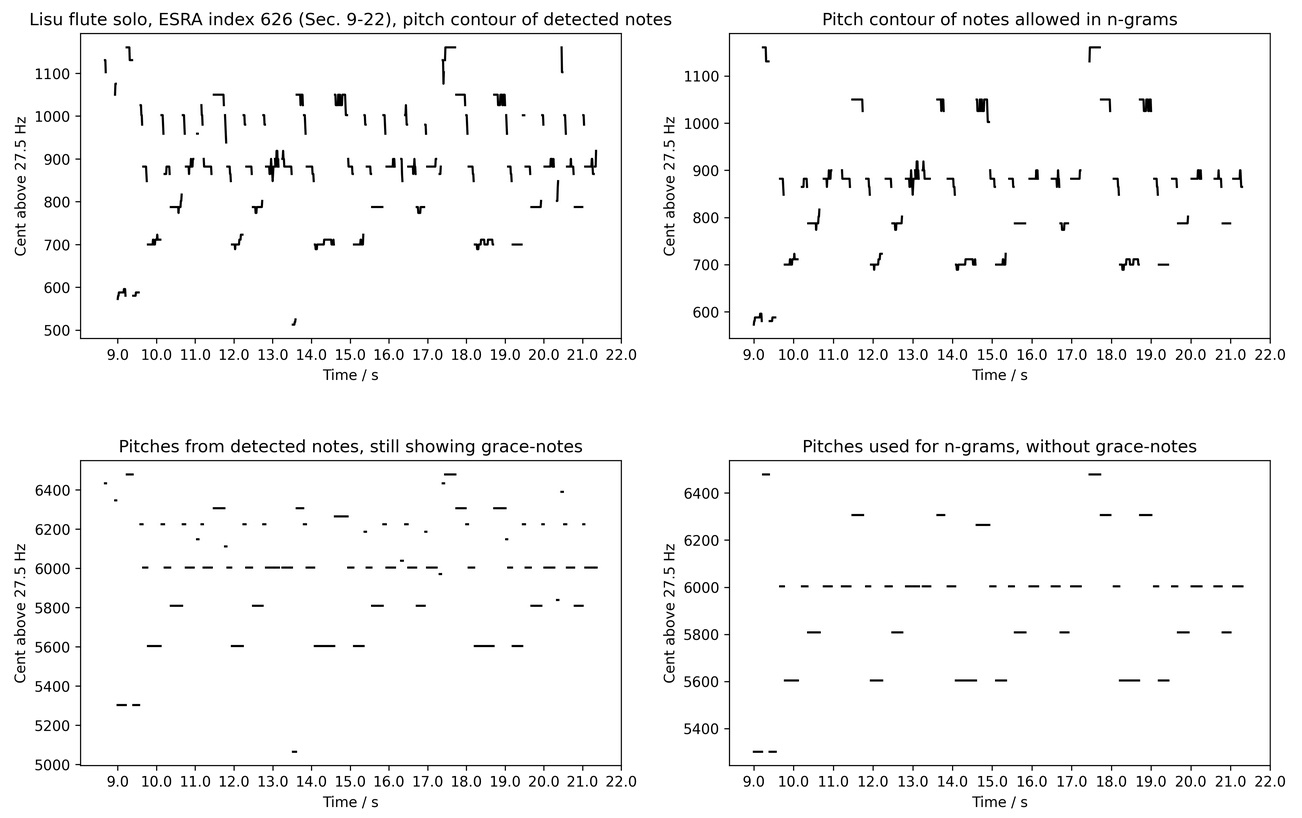 Lisu flute solo, ESRA index 626 (Sec. 9-22), pitch contour of detected notes
Cent above 27.5 Hz
1100
1000
900
800
700
600
500
9.0 10.0 11.0 12.0 13.0 14.0 15.0 16.0 17.0 18.0 19.0 20.0 21.0 22.0
Time / s
Pitch contour of notes allowed in n-grams
Cent above 27.5 Hz
1100
1000
900
800
700
600
9.0 10.0 11.0 12.0 13.0 14.0 15.0 16.0 17.0 18.0 19.0 20.0 21.0 22.0
Time / s
Pitches from detected notes, still showing grace-notes
Cent above 27.5 Hz
6400
6200
6000
5800
5600
5400
5200
5000
9.0 10.0 11.0 12.0 13.0 14.0 15.0 16.0 17.0 18.0 19.0 20.0 21.0 22.0
Time / s
Pitches used for n-grams, without grace-notes
Cent above 27.5 Hz
6400
6200
6000
5800
5600
5400
9.0 10.0 11.0 12.0 13.0 14.0 15.0 16.0 17.0 18.0 19.0 20.0 21.0 22.0
Time / s